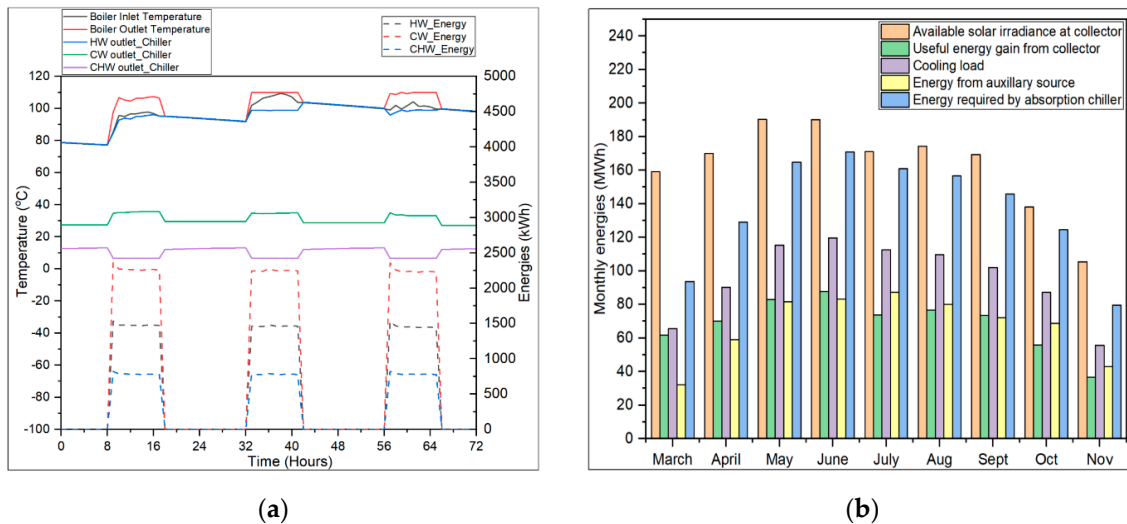 Boiler Inlet Temperature
Boiler Outlet Temperature
HW outlet_Chiller
CW outlet_Chiller
CHW outlet_Chiller
HW_Energy
CW_Energy
CHW_Energy
120
100
80
60
40
20
0
-20
-40
-60
-80
-100
Temperature (°C)
5000
4500
4000
3500
3000
2500
2000
1500
1000
500
0
Energies (kWh)
0 8 16 24 32 40 48 56 64 72
Time (Hours)
(a)
Available solar irradiance at collector
Useful energy gain from collector
Cooling load
Energy from auxillary source
Energy required by absorption chiller
240
220
200
180
160
140
120
100
80
60
40
20
0
Monthly energies (MWh)
March April May June July Aug Sept Oct Nov
(b)